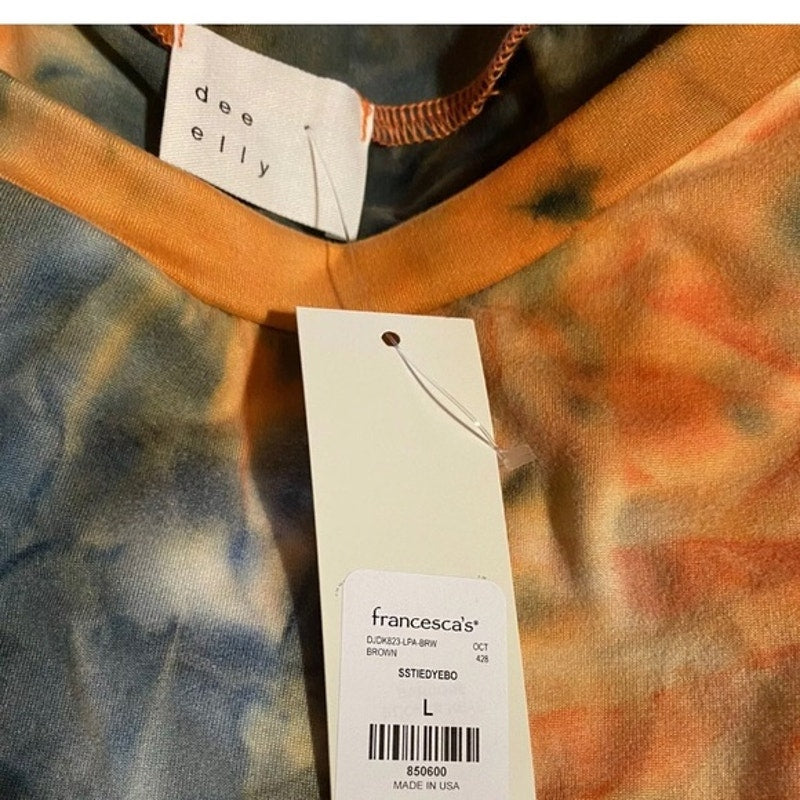 dee
elly
francesca's®
DJDK823-LPA-BRW OCT
BROWN 428
SSTIEDYEBO
L
850600
MADE IN USA